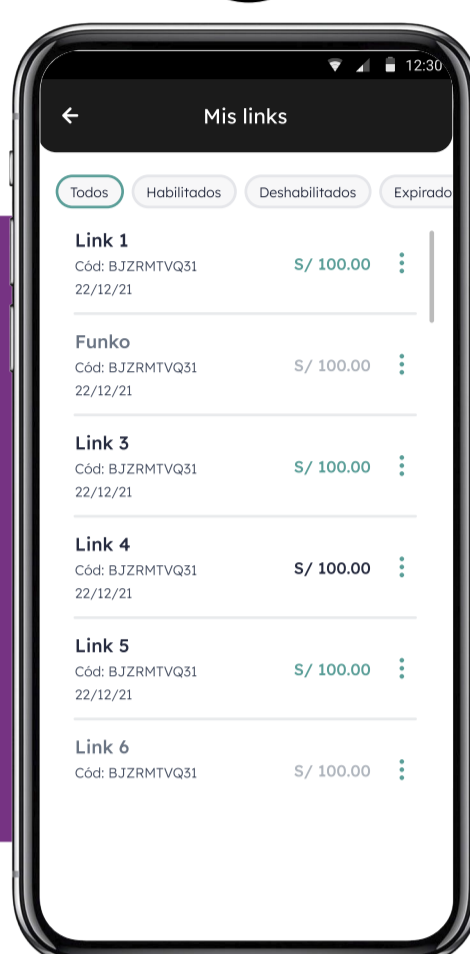 12:30
Mis links
Todos Habilitados Deshabilitados Expirado
Link 1
Cód: BJZRMTVQ31 S/ 100.00
22/12/21
Funko
Cód: BJZRMTVQ31 S/ 100.00
22/12/21
Link 3
Cód: BJZRMTVQ31 S/ 100.00
22/12/21
Link 4
Cód: BJZRMTVQ31 S/ 100.00
22/12/21
Link 5
Cód: BJZRMTVQ31 S/ 100.00
22/12/21
Link 6
Cód: BJZRMTVQ31 S/ 100.00